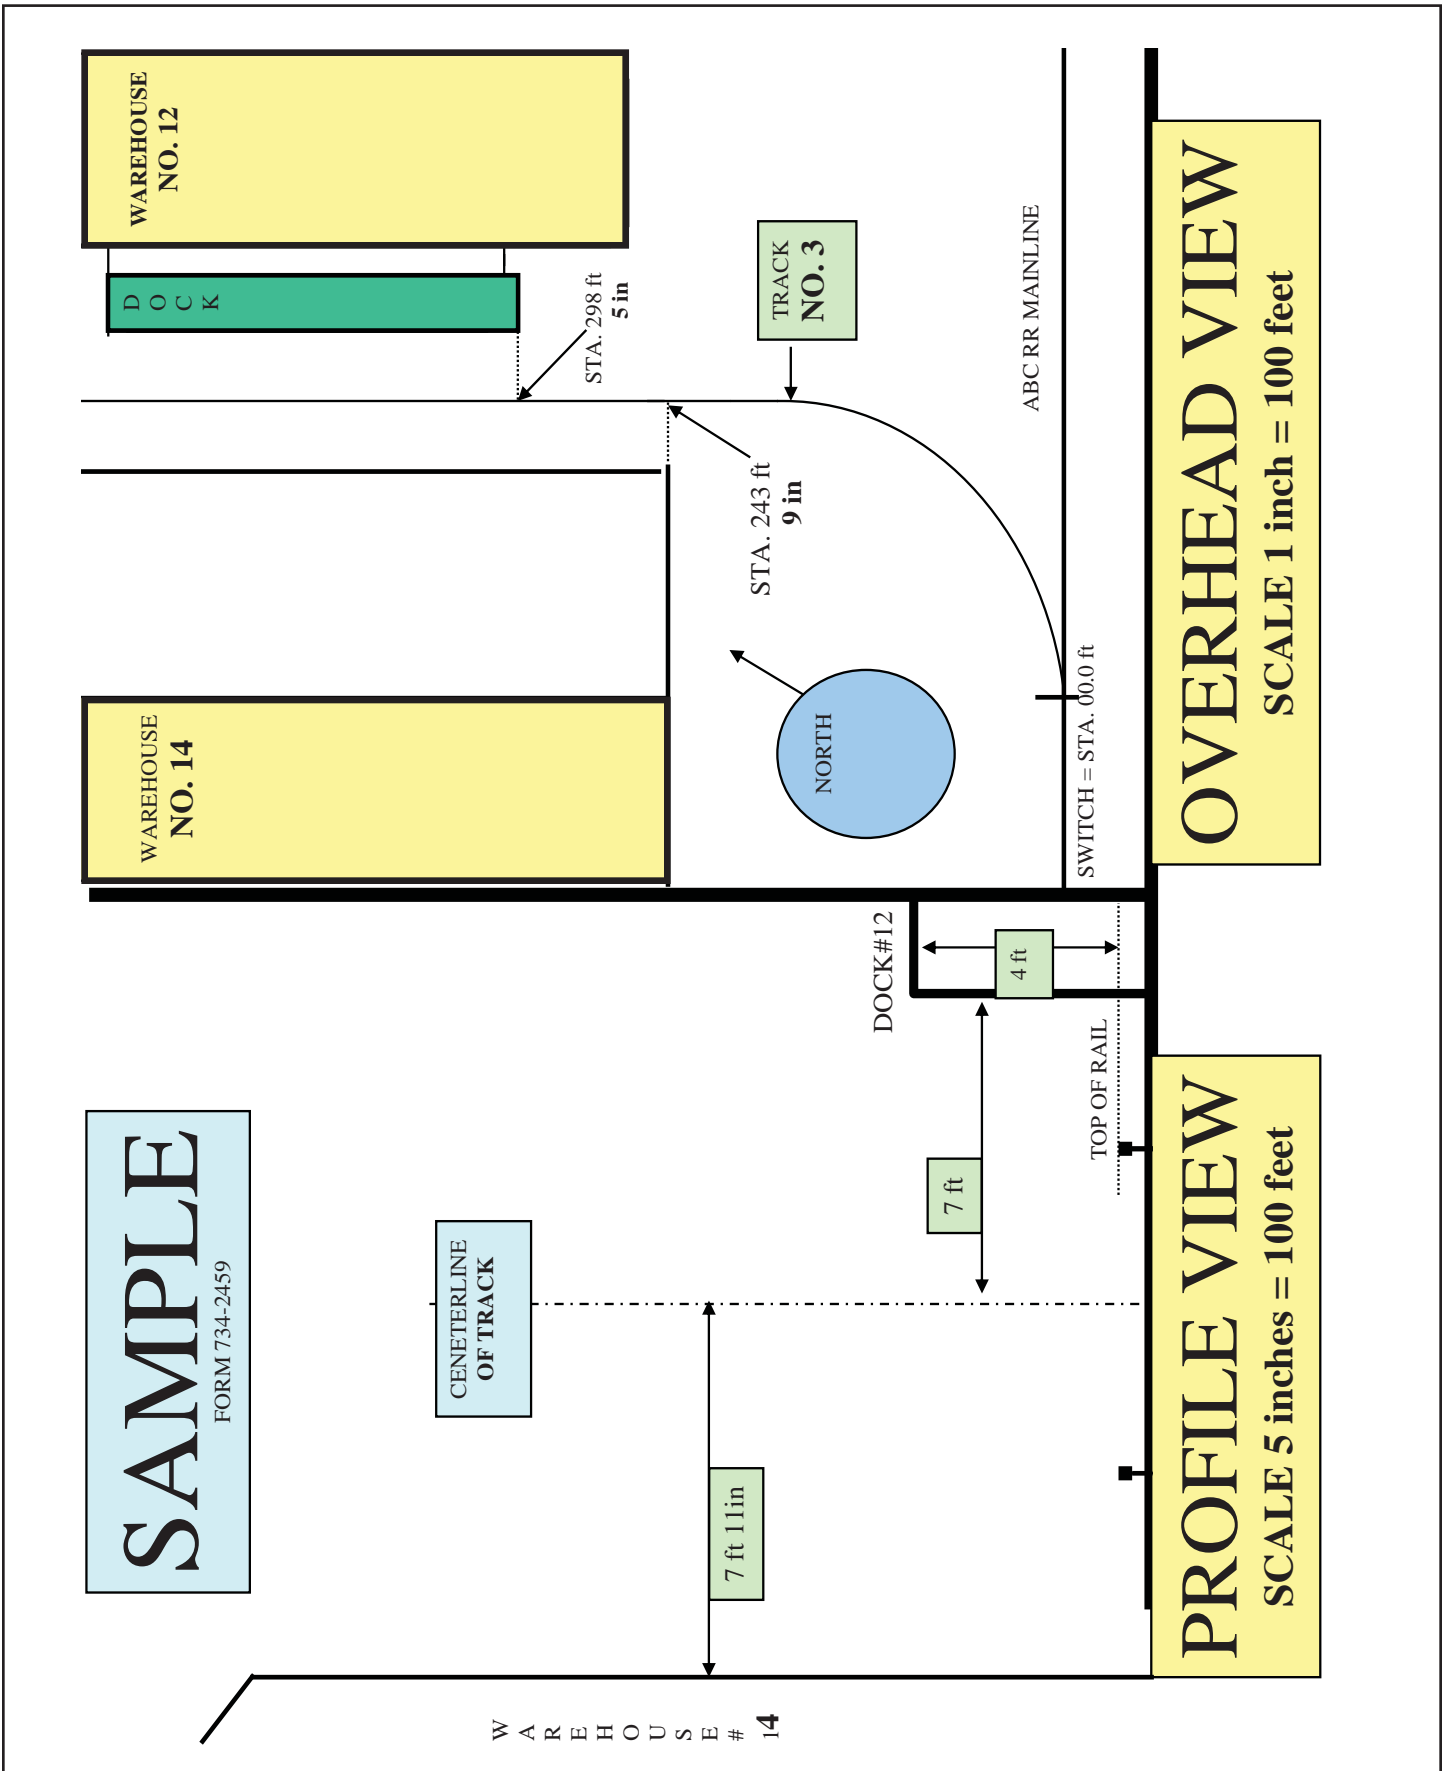 SAMPLE
FORM 734-2459
CENETERLINE
OF TRACK
7 ft 11in
7 ft
W
A
R
E
H
O
U
S
E
#
14
DOCK#12
4 ft
TOP OF RAIL
PROFILE VIEW
SCALE 5 inches = 100 feet
WAREHOUSE
NO. 14
WAREHOUSE
NO. 12
D
O
C
K
STA. 298 ft
5 in
STA. 243 ft
9 in
TRACK
NO. 3
NORTH
ABC RR MAINLINE
SWITCH = STA. 00.0 ft
OVERHEAD VIEW
SCALE 1 inch = 100 feet